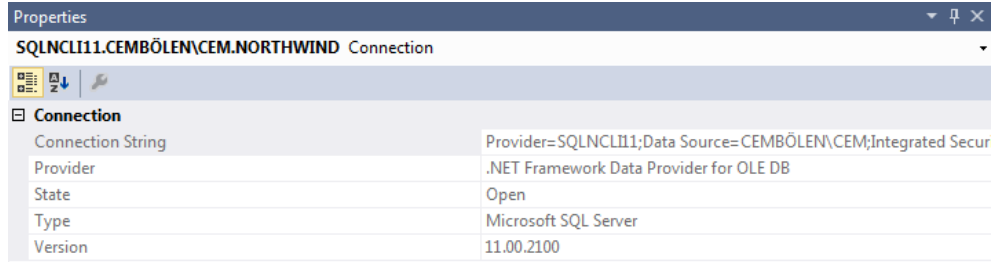 Properties
SQLNCLI11.CEMBÖLEN\CEM.NORTHWIND Connection
Connection
Connection String Provider=SQLNCLI11;Data Source=CEMBÖLEN\CEM;Integrated Secur
Provider .NET Framework Data Provider for OLE DB
State Open
Type Microsoft SQL Server
Version 11.00.2100